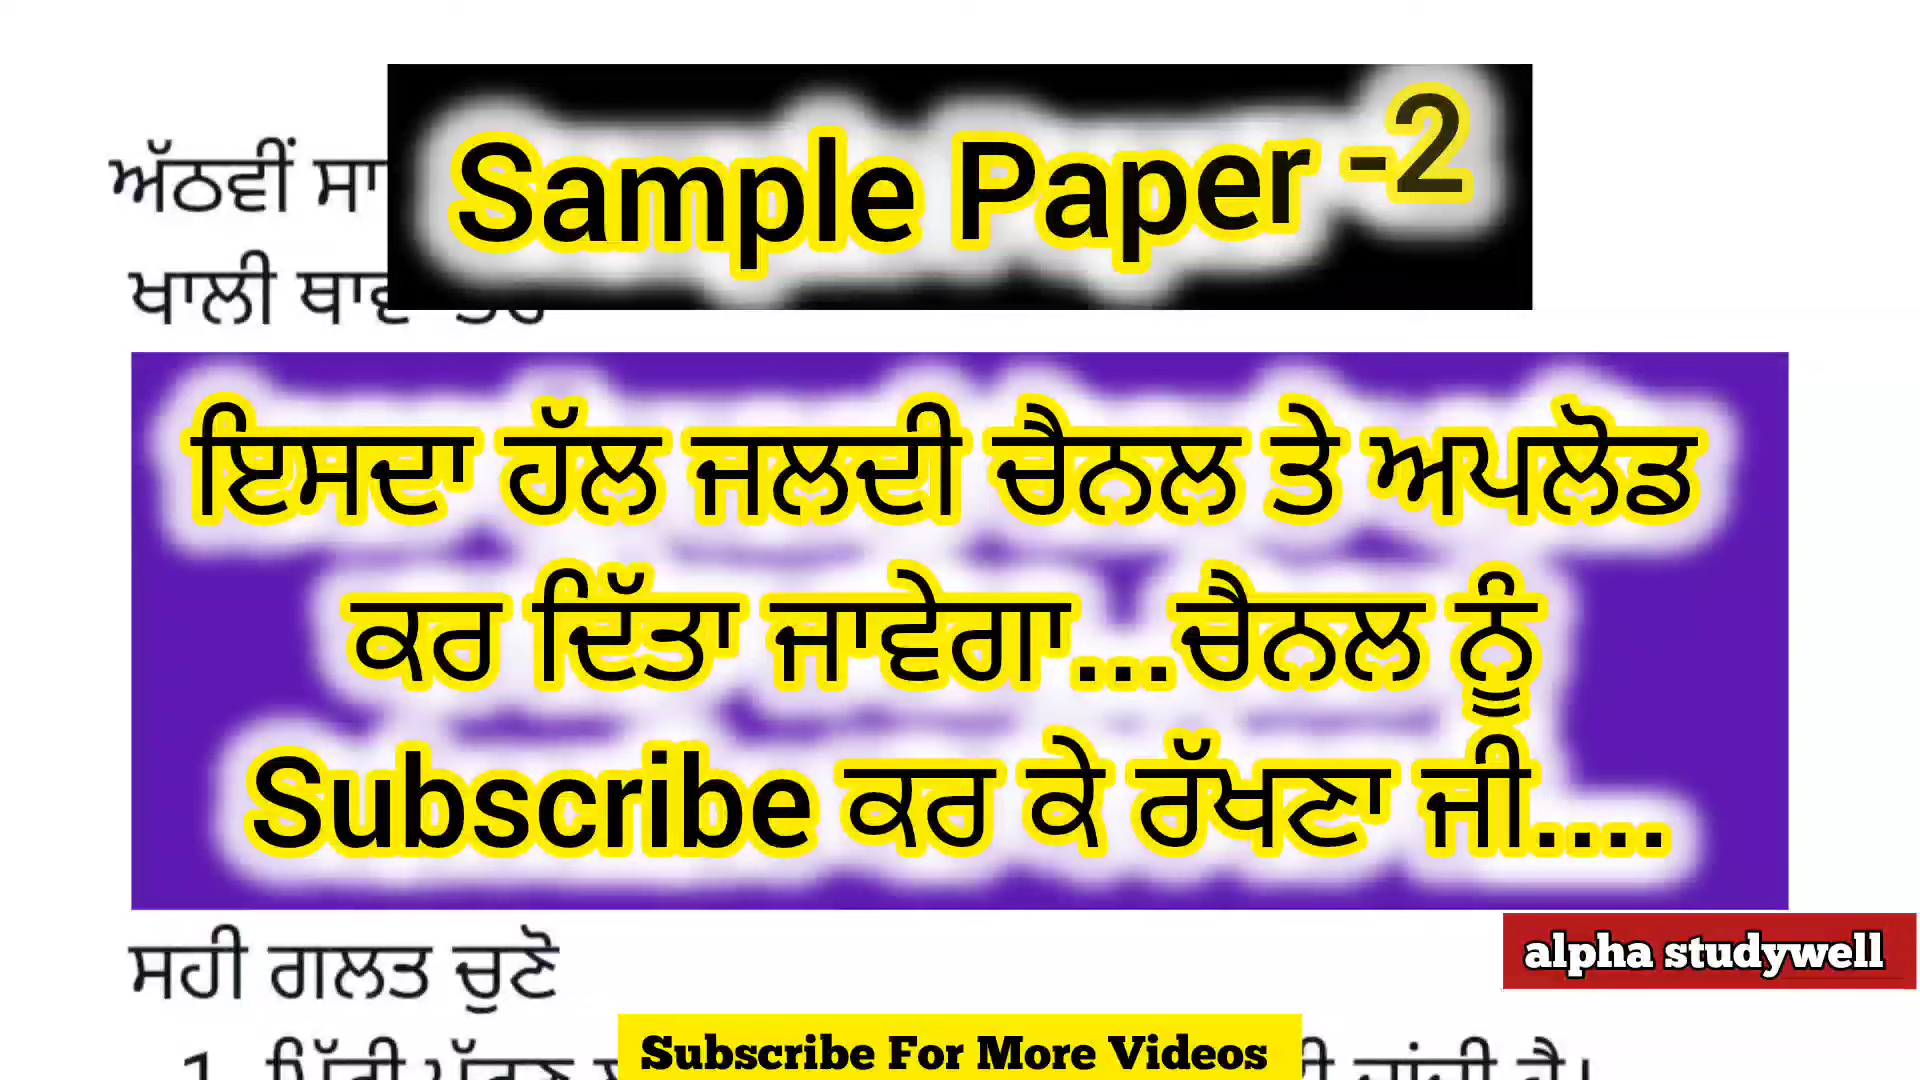 Sample Paper -2
ਅੱਠਵੀਂ
ਖਾਲੀ
ਇਸਦਾ ਹੱਲ ਜਲਦੀ ਚੈਨਲ ਤੇ ਅਪਲੋਡ
ਕਰ ਦਿੱਤਾ ਜਾਵੇਗਾ...ਚੈਨਲ ਨੂੰ
Subscribe ਕਰ ਕੇ ਰੱਖਣਾ ਜੀ....
ਸਹੀ ਗਲਤ ਚੁਣੋ
alpha studywell
Subscribe For More Videos